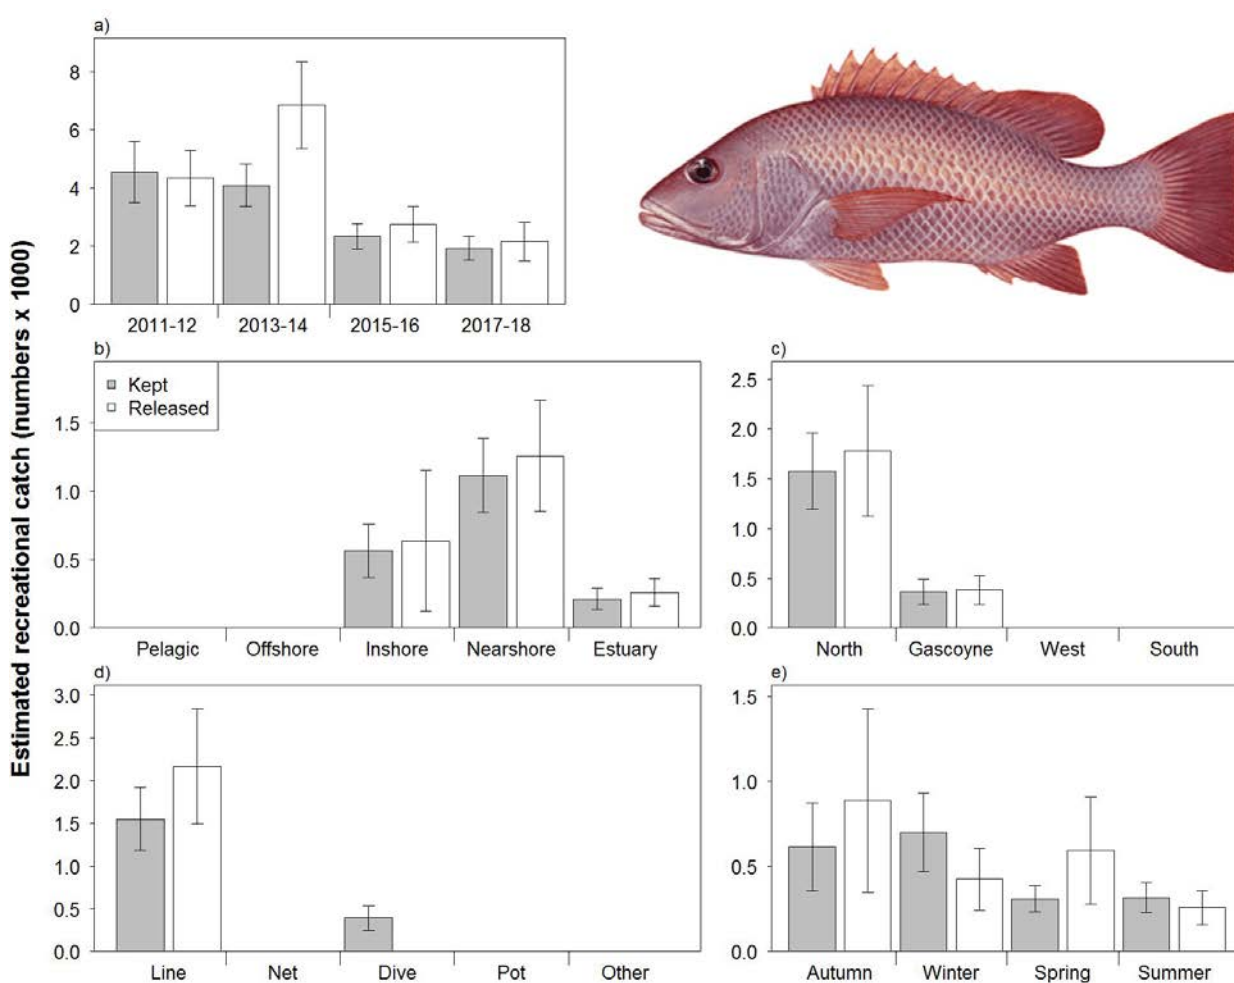 Estimated recreational catch (numbers x 1000)
a)
8
6
4
2
0
2011-12 2013-14 2015-16 2017-18
b)
Kept
Released
1.5
1.0
0.5
0.0
Pelagic Offshore Inshore Nearshore Estuary
c)
2.5
2.0
1.5
1.0
0.5
0.0
North Gascoyne West South
d)
3.0
2.5
2.0
1.5
1.0
0.5
0.0
Line Net Dive Pot Other
e)
1.5
1.0
0.5
0.0
Autumn Winter Spring Summer